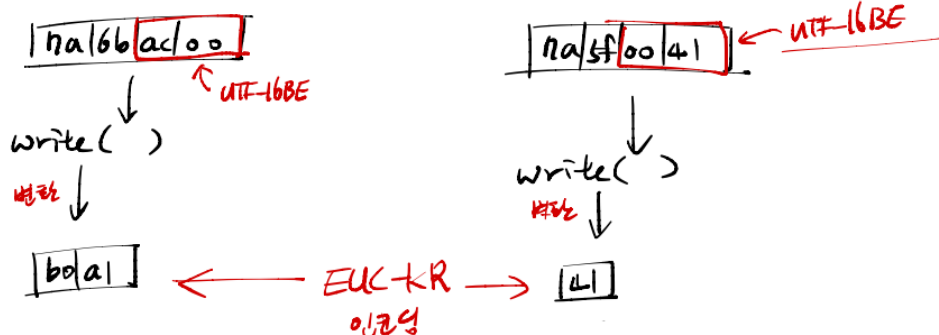 7a 6b ac 00
UTF-16BE
write( )
변환
b0 a1
7a 5f 00 41
UTF-16BE
write( )
변환
41
EUC-KR
인코딩